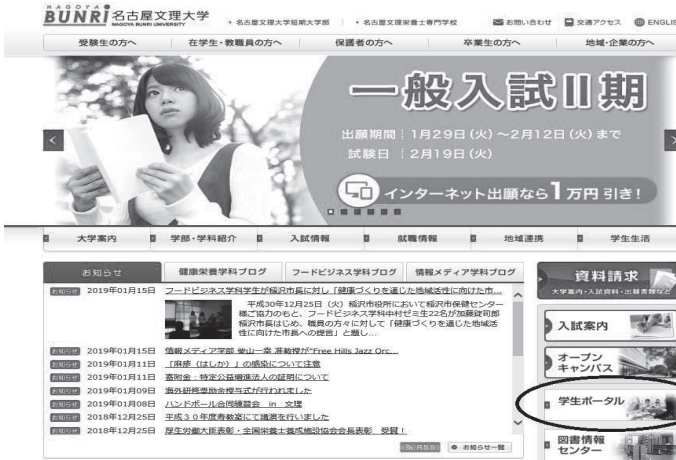 NAGOYA
BUNRI 名古屋文理大学
NAGOYA BUNRI UNIVERSITY
名古屋文理大学短期大学部
名古屋文理栄養士専門学校
お問い合わせ
交通アクセス
ENGLIS
受験生の方へ
在学生・教職員の方へ
保護者の方へ
卒業生の方へ
地域・企業の方へ
一般入試II期
出願期間：1月29日(火)～2月12日(火)まで
試験日：2月19日(火)
インターネット出願なら1万円引き!
大学案内
学部・学科紹介
入試情報
就職情報
地域連携
学生生活
お知らせ
健康栄養学科ブログ
フードビジネス学科ブログ
情報メディア学科ブログ
お知らせ 2019年01月15日 フードビジネス学科学生が稲沢市長に対し「健康づくりを通じた地域活性に向けた市...
平成30年12月25日（火）稲沢市役所において稲沢市保健センター
様ご協力のもと、フードビジネス学科中村ゼミ生22名が加藤錠司郎
稲沢市長はじめ、職員の方々に対して「健康づくりを通じた地域活
性に向けた市長への提言」と題し...
お知らせ 2019年01月15日 情報メディア学部 柴山一幸 准教授が"Free Hills Jazz Orc...
お知らせ 2019年01月11日 「麻疹（はしか）」の感染について注意
お知らせ 2019年01月11日 寄附金：特定公益増進法人の証明について
お知らせ 2019年01月09日 海外研修奨励金授与式が行われました
お知らせ 2019年01月08日 ハンドボール合同練習会 in 文理
お知らせ 2018年12月25日 平成３０年度寿教室にて講演を行いました
お知らせ 2018年12月25日 厚生労働大臣表彰・全国栄養士養成施設協会会長表彰 受賞！
RSS
お知らせ一覧
資料請求
大学案内・入試資料・出願書類など
入試案内
オープン
キャンパス
学生ポータル
図書情報
センター